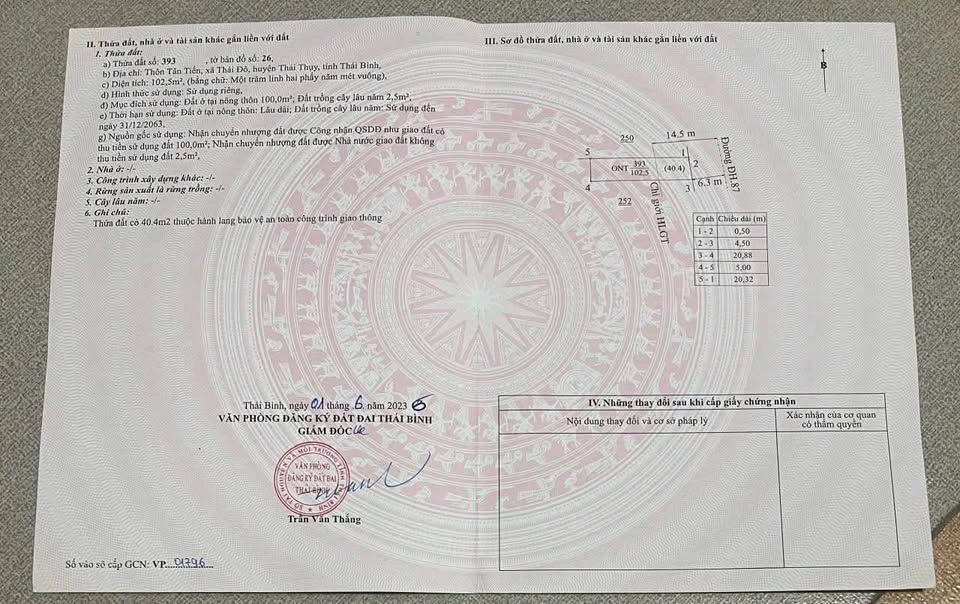 II. Thửa đất, nhà ở và tài sản khác gắn liền với đất
1. Thửa đất:
a) Thửa đất số: 393 , tờ bản đồ số: 26,
b) Địa chỉ: Thôn Tân Tiến, xã Thái Đô, huyện Thái Thụy, tỉnh Thái Bình,
c) Diện tích: 102,5m², (bằng chữ: Một trăm linh hai phẩy năm mét vuông),
d) Hình thức sử dụng: Sử dụng riêng,
đ) Mục đích sử dụng: Đất ở tại nông thôn 100,0m²; Đất trồng cây lâu năm 2,5m²,
e) Thời hạn sử dụng: Đất ở tại nông thôn: Lâu dài; Đất trồng cây lâu năm: Sử dụng đến
ngày 31/12/2063,
g) Nguồn gốc sử dụng: Nhận chuyển nhượng đất được Công nhận QSDĐ như giao đất có
thu tiền sử dụng đất 100,0m²; Nhận chuyển nhượng đất được Nhà nước giao đất không
thu tiền sử dụng đất 2,5m²,
2. Nhà ở: -/-
3. Công trình xây dựng khác: -/-
4. Rừng sản xuất là rừng trồng: -/-
5. Cây lâu năm: -/-
6. Ghi chú:
Thửa đất có 40.4m2 thuộc hành lang bảo vệ an toàn công trình giao thông
Thái Bình, ngày 01 tháng 6 năm 2023
VĂN PHÒNG ĐĂNG KÝ ĐẤT ĐAI THÁI BÌNH
GIÁM ĐỐC
VĂN PHÒNG
ĐĂNG KÝ ĐẤT ĐAI
THÁI BÌNH
Trần Văn Thắng
Số vào sổ cấp GCN: VP....01796....
III. Sơ đồ thửa đất, nhà ở và tài sản khác gắn liền với đất
B
250
14.5 m
5
1
2
ONT 393
102.5
(40.4)
4
3
6.3 m
252
Chỉ giới HLGT
Đường ĐH.87
Cạnh Chiều dài (m)
1 - 2 0,50
2 - 3 4,50
3 - 4 20,88
4 - 5 5,00
5 - 1 20,32
IV. Những thay đổi sau khi cấp giấy chứng nhận
Nội dung thay đổi và cơ sở pháp lý
Xác nhận của cơ quan
có thẩm quyền